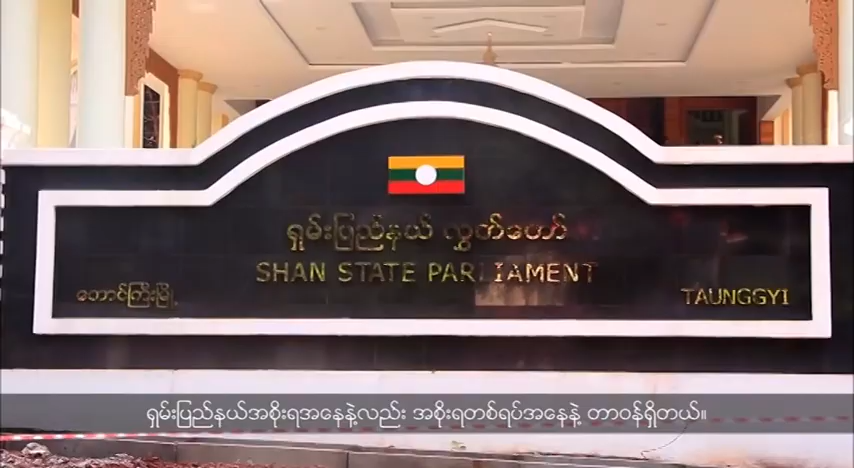 ရှမ်းပြည်နယ် လွှတ်တော်
SHAN STATE PARLIAMENT
တောင်ကြီးမြို့
TAUNGGYI
ရှမ်းပြည်နယ်အစိုးရအနေနဲ့လည်း အစိုးရတစ်ရပ်အနေနဲ့ တာဝန်ရှိတယ်။